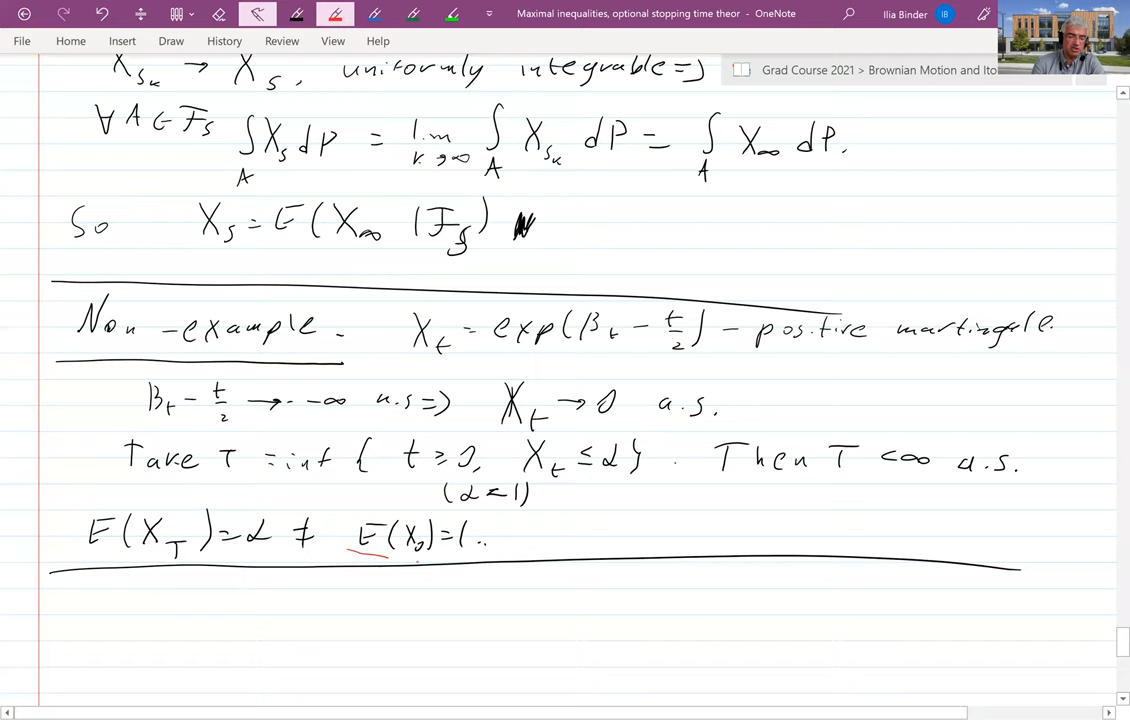 Maximal inequalities, optional stopping time theor - OneNote
Ilia Binder IB
File Home Insert Draw History Review View Help
Grad Course 2021 > Brownian Motion and Ito
X_{S_k} → X_S, uniformly integrable ⇒
∀ A ∈ F_S ∫_A X_S dP = lim_{k→∞} ∫_A X_{S_k} dP = ∫_A X_∞ dP.
So X_S = E(X_∞ | F_S)
Non-example. X_t = exp(B_t - t/2) - positive martingale.
B_t - t/2 → -∞ a.s ⇒ X_t → 0 a.s.
Take T = inf { t ≥ 0, X_t ≤ α } . Then T < ∞ a.s.
(α < 1)
E(X_T) = α ≠ E(X_0) = 1..